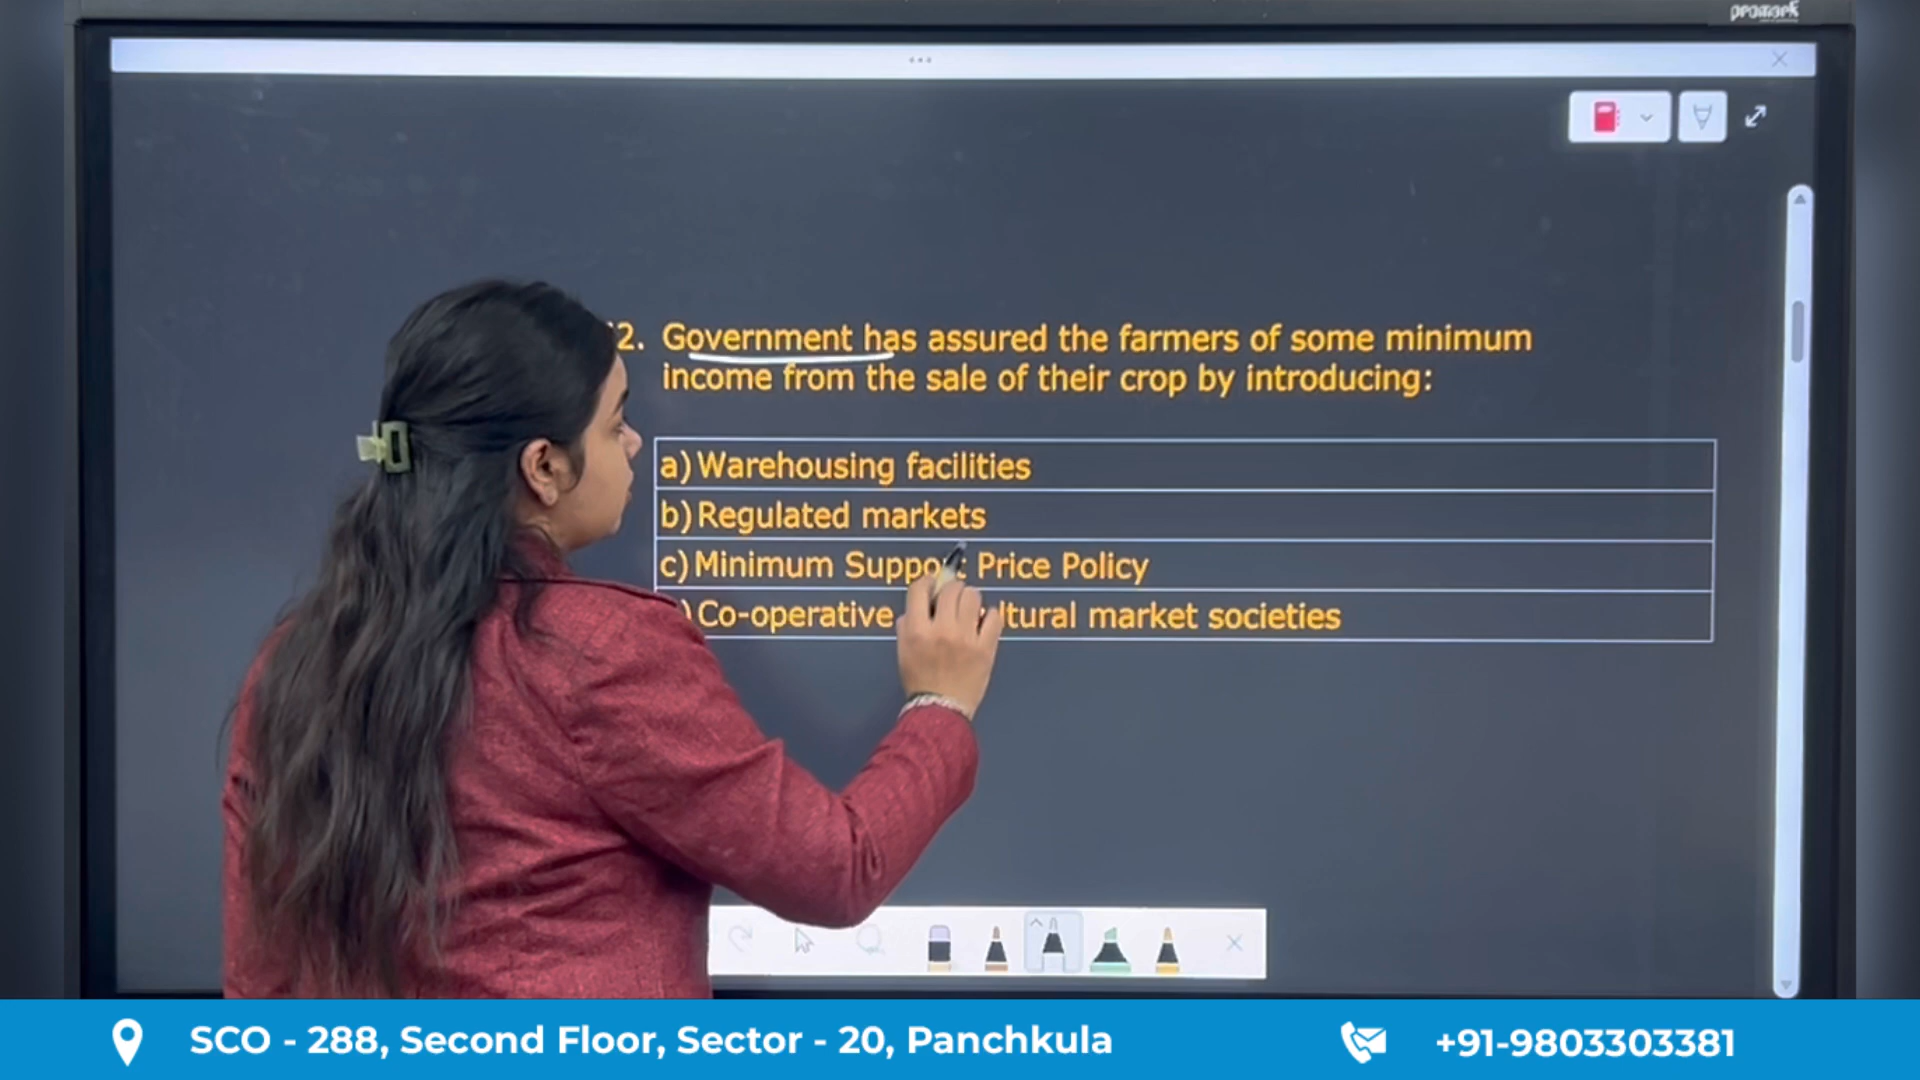 promark
2. Government has assured the farmers of some minimum
income from the sale of their crop by introducing:
a) Warehousing facilities
b) Regulated markets
c) Minimum Support Price Policy
) Co-operative ltural market societies
SCO - 288, Second Floor, Sector - 20, Panchkula
+91-9803303381